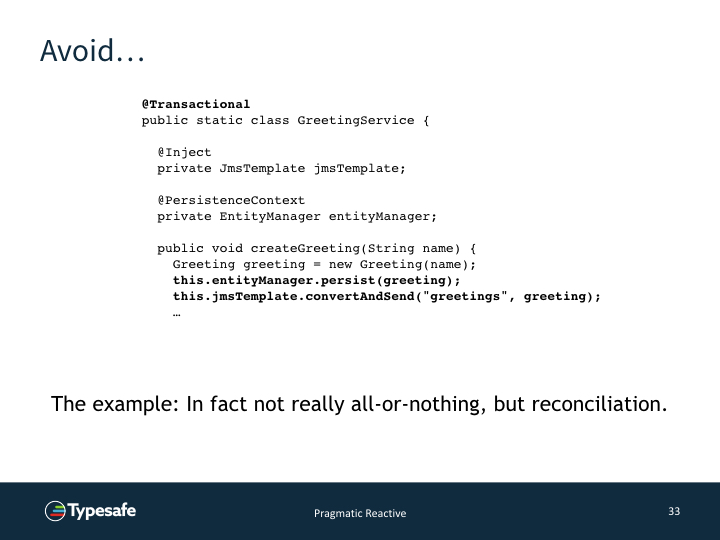 Avoid…
@Transactional
public static class GreetingService {
@Inject
private JmsTemplate jmsTemplate;
@PersistenceContext
private EntityManager entityManager;
public void createGreeting(String name) {
Greeting greeting = new Greeting(name);
this.entityManager.persist(greeting);
this.jmsTemplate.convertAndSend("greetings", greeting);
…
The example: In fact not really all-or-nothing, but reconciliation.
Typesafe
Pragmatic Reactive
33